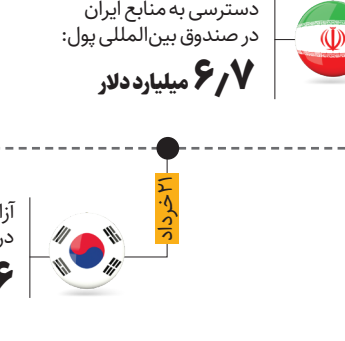 دسترسی به منابع ایران
در صندوق بین‌المللی پول:
۶٫۷ میلیارد دلار
۲۱ خرداد